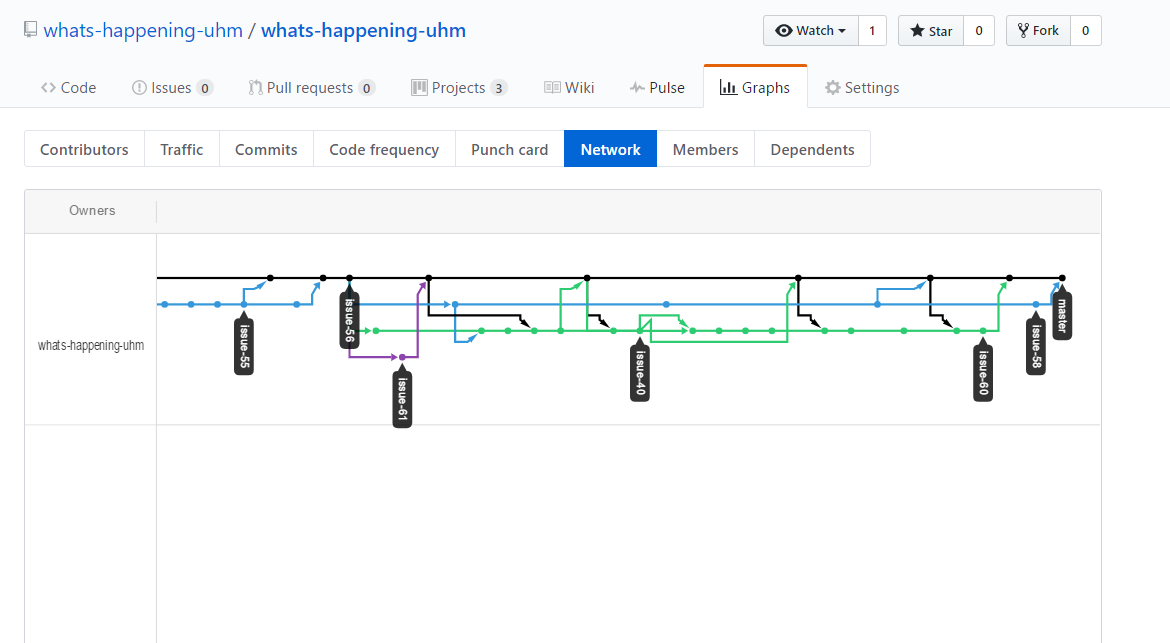 whats-happening-uhm / whats-happening-uhm
Watch 1 Star 0 Fork 0
Code Issues 0 Pull requests 0 Projects 3 Wiki Pulse Graphs Settings
Contributors Traffic Commits Code frequency Punch card Network Members Dependents
Owners
whats-happening-uhm
issue-55
issue-56
issue-61
issue-40
issue-60
issue-58
master